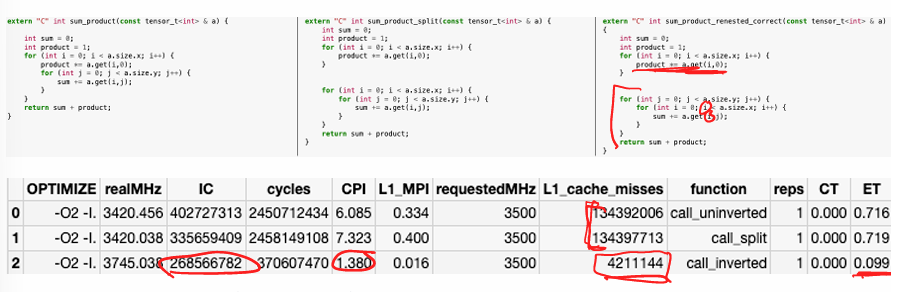 extern "C" int sum_product(const tensor_t<int> & a) {
int sum = 0;
int product = 1;
for (int i = 0; i < a.size.x; i++) {
product *= a.get(i,0);
for (int j = 0; j < a.size.y; j++) {
sum += a.get(i,j);
}
}
return sum + product;
}
extern "C" int sum_product_split(const tensor_t<int> & a) {
int sum = 0;
int product = 1;
for (int i = 0; i < a.size.x; i++) {
product *= a.get(i,0);
}
for (int i = 0; i < a.size.x; i++) {
for (int j = 0; j < a.size.y; j++) {
sum += a.get(i,j);
}
}
return sum + product;
}
extern "C" int sum_product_renested_correct(const tensor_t<int> & a)
{
int sum = 0;
int product = 1;
for (int i = 0; i < a.size.x; i++) {
product *= a.get(i,0);
}
for (int j = 0; j < a.size.y; j++) {
for (int i = 0; i < a.size.x; i++) {
sum += a.get(i,j);
}
}
return sum + product;
}
OPTIMIZE realMHz IC cycles CPI L1_MPI requestedMHz L1_cache_misses function reps CT ET
0 -O2 -I. 3420.456 402727313 2450712434 6.085 0.334 3500 134392006 call_uninverted 1 0.000 0.716
1 -O2 -I. 3420.038 335659409 2458149108 7.323 0.400 3500 134397713 call_split 1 0.000 0.719
2 -O2 -I. 3745.038 268566782 370607470 1.380 0.016 3500 4211144 call_inverted 1 0.000 0.099